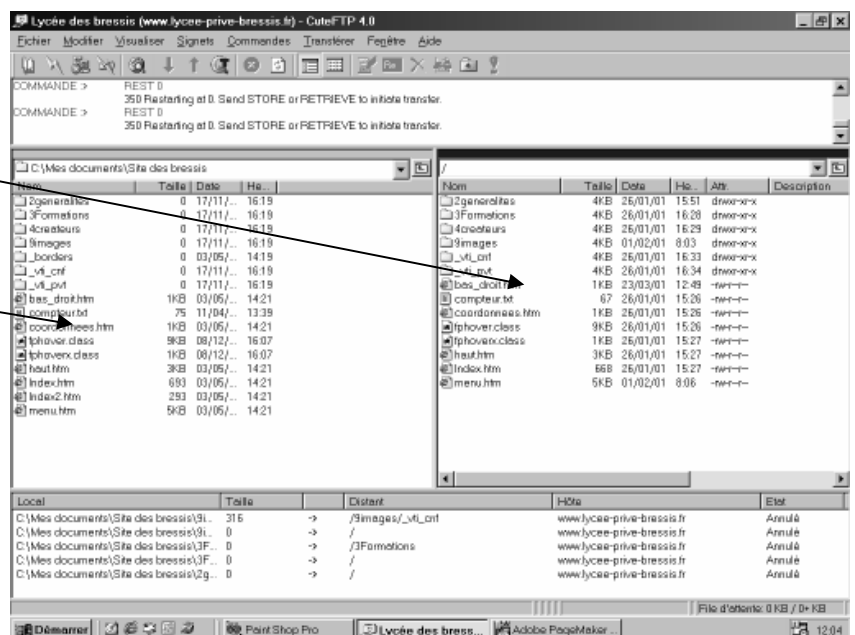 Lycée des bressis (www.lycee-prive-bressis.fr) - CuteFTP 4.0
Fichier Modifier Visualiser Signets Commandes Transférer Fenêtre Aide
COMMANDE :> REST 0
350 Restarting at 0. Send STORE or RETRIEVE to initiate transfer.
COMMANDE :> REST 0
350 Restarting at 0. Send STORE or RETRIEVE to initiate transfer.
C:\Mes documents\Site des bressis
Nom Taille Date He...
2generalites 0 17/11/... 16:19
3Formations 0 17/11/... 16:19
4createurs 0 17/11/... 16:19
9images 0 17/11/... 16:19
_borders 0 03/05/... 14:19
_vti_cnf 0 17/11/... 16:19
_vti_pvt 0 17/11/... 16:19
bas_droit.htm 1KB 03/05/... 14:21
compteur.txt 75 11/04/... 13:39
coordonnees.htm 1KB 03/05/... 14:21
fphover.class 9KB 08/12/... 16:07
fphoverx.class 1KB 08/12/... 16:07
haut.htm 3KB 03/05/... 14:21
Index.htm 693 03/05/... 14:21
Index2.htm 293 03/05/... 14:21
menu.htm 5KB 03/05/... 14:21
/
Nom Taille Date He... Attr. Description
2generalites 4KB 26/01/01 15:51 drwxr-xr-x
3Formations 4KB 26/01/01 16:28 drwxr-xr-x
4createurs 4KB 26/01/01 16:29 drwxr-xr-x
9images 4KB 01/02/01 8:03 drwxr-xr-x
_vti_cnf 4KB 26/01/01 16:33 drwxr-xr-x
_vti_pvt 4KB 26/01/01 16:34 drwxr-xr-x
bas_droit.htm 1KB 23/03/01 12:49 -rw-r--r--
compteur.txt 67 26/01/01 15:26 -rw-r--r--
coordonnees.htm 1KB 26/01/01 15:26 -rw-r--r--
fphover.class 9KB 26/01/01 15:26 -rw-r--r--
fphoverx.class 1KB 26/01/01 15:27 -rw-r--r--
haut.htm 3KB 26/01/01 15:27 -rw-r--r--
Index.htm 668 26/01/01 15:27 -rw-r--r--
menu.htm 5KB 01/02/01 8:06 -rw-r--r--
Local Taille Distant Hôte Etat
C:\Mes documents\Site des bressis\9i... 316 -> /9images/_vti_cnf www.lycee-prive-bressis.fr Annulé
C:\Mes documents\Site des bressis\9i... 0 -> / www.lycee-prive-bressis.fr Annulé
C:\Mes documents\Site des bressis\3F... 0 -> /3Formations www.lycee-prive-bressis.fr Annulé
C:\Mes documents\Site des bressis\3F... 0 -> / www.lycee-prive-bressis.fr Annulé
C:\Mes documents\Site des bressis\2g... 0 -> / www.lycee-prive-bressis.fr Annulé
File d'attente: 0 KB / 0+ KB
Démarrer Paint Shop Pro Lycée des bress... Adobe PageMaker ... 12:04